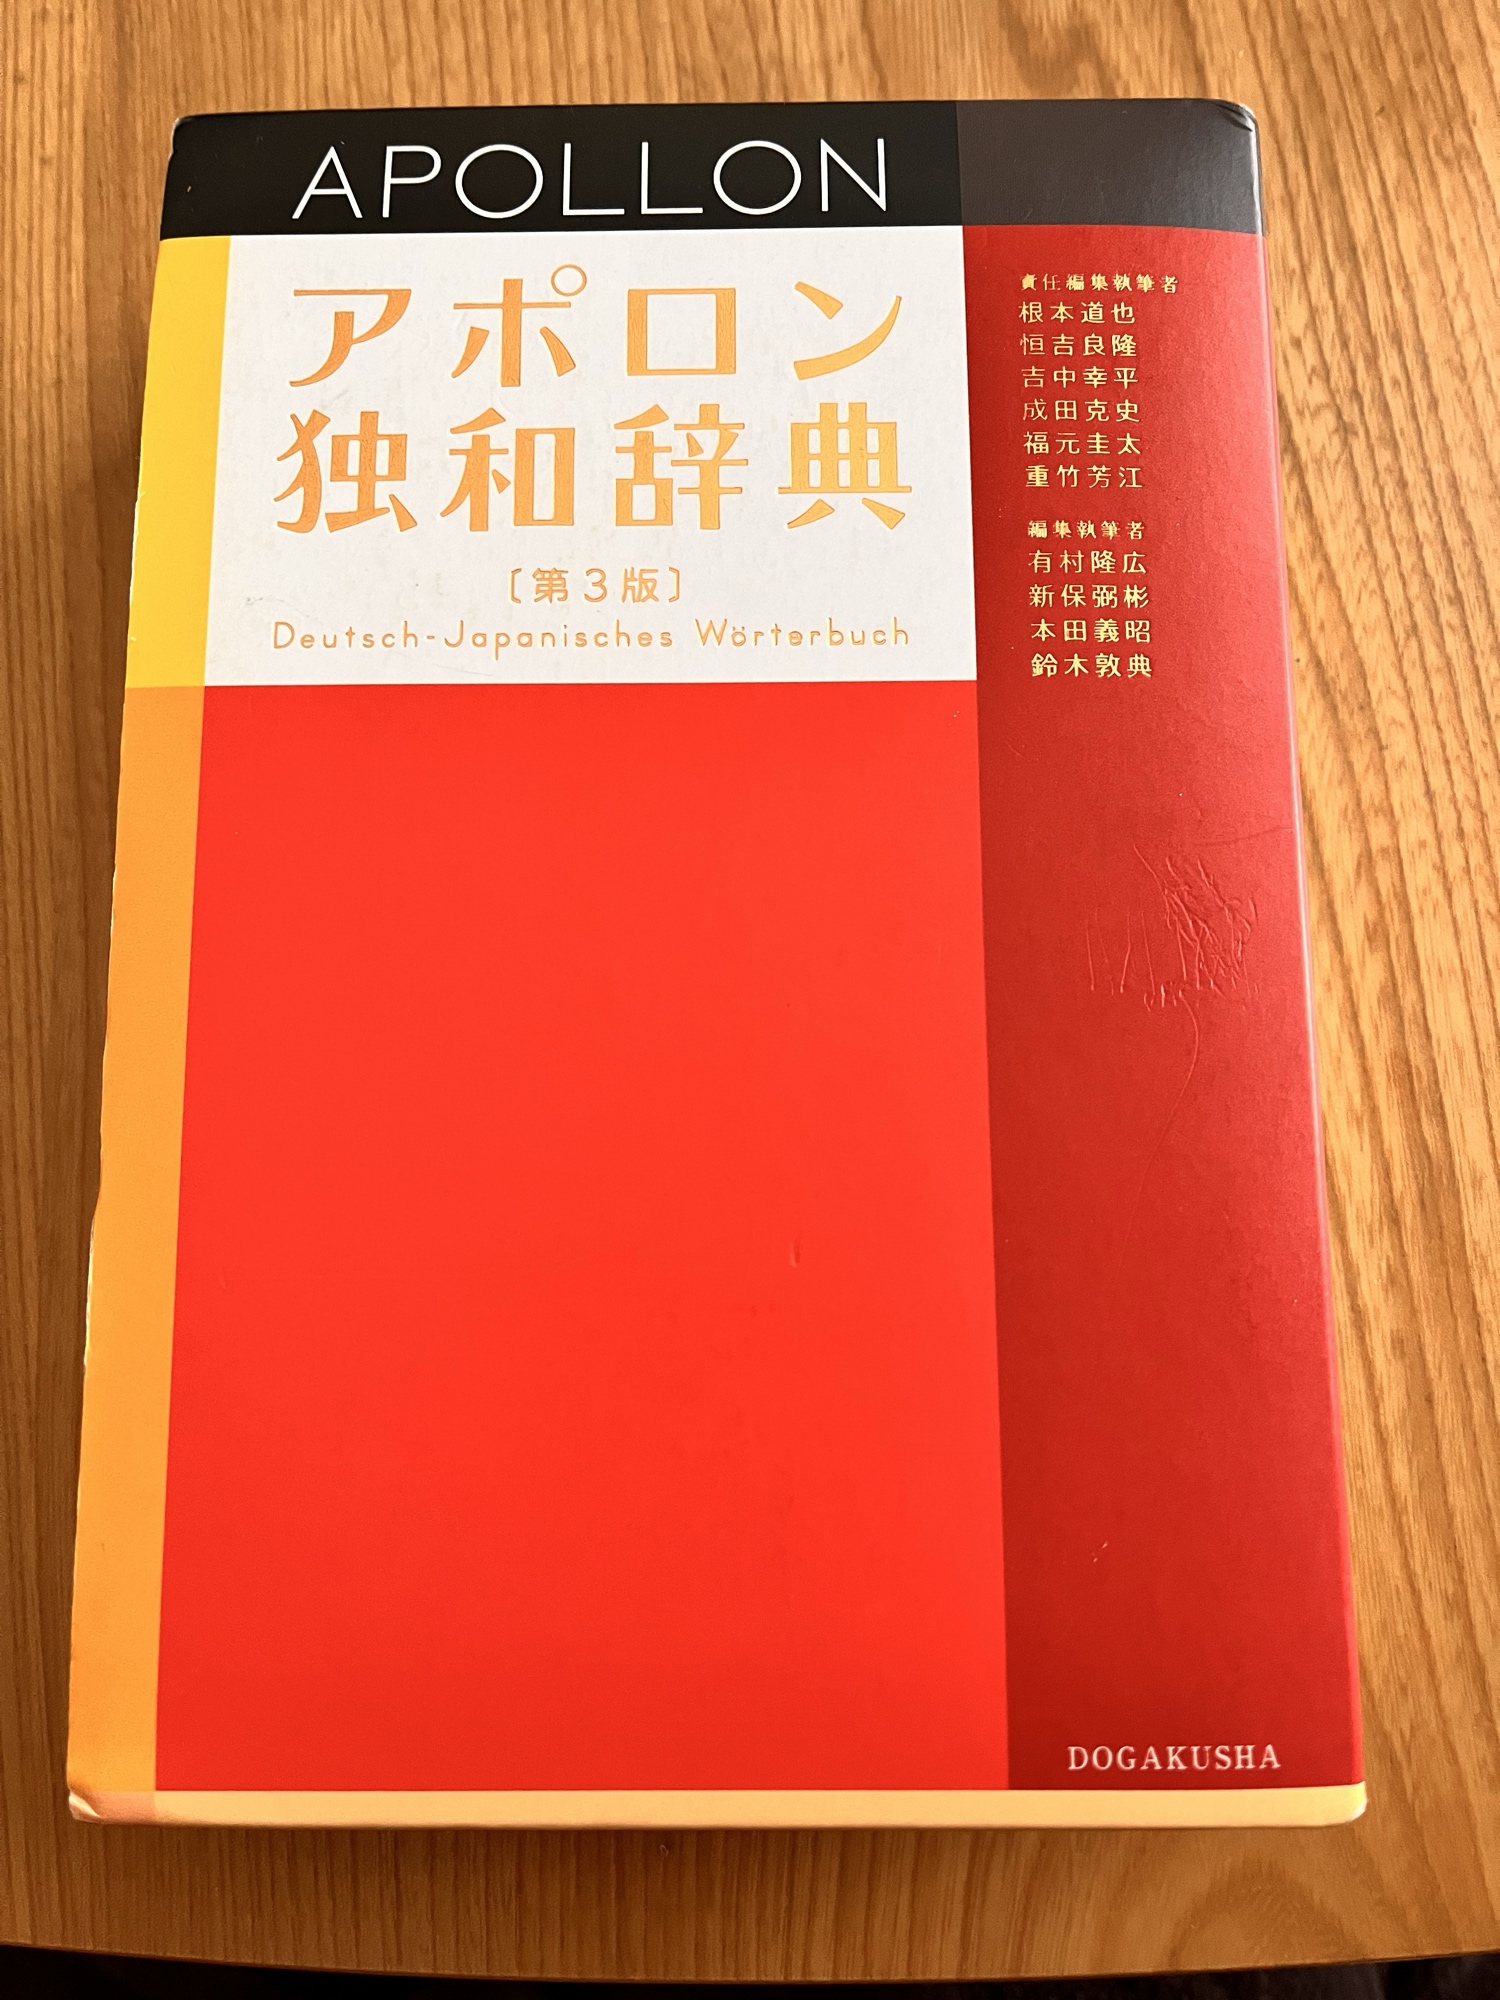 APOLLON
アポロン
独和辞典
〔第3版〕
Deutsch-Japanisches Wörterbuch
責任編集執筆者
根本道也
恒吉良隆
吉中幸平
成田克史
福元圭太
重竹芳江
編集執筆者
有村隆広
新保弼彬
本田義昭
鈴木敦典
DOGAKUSHA